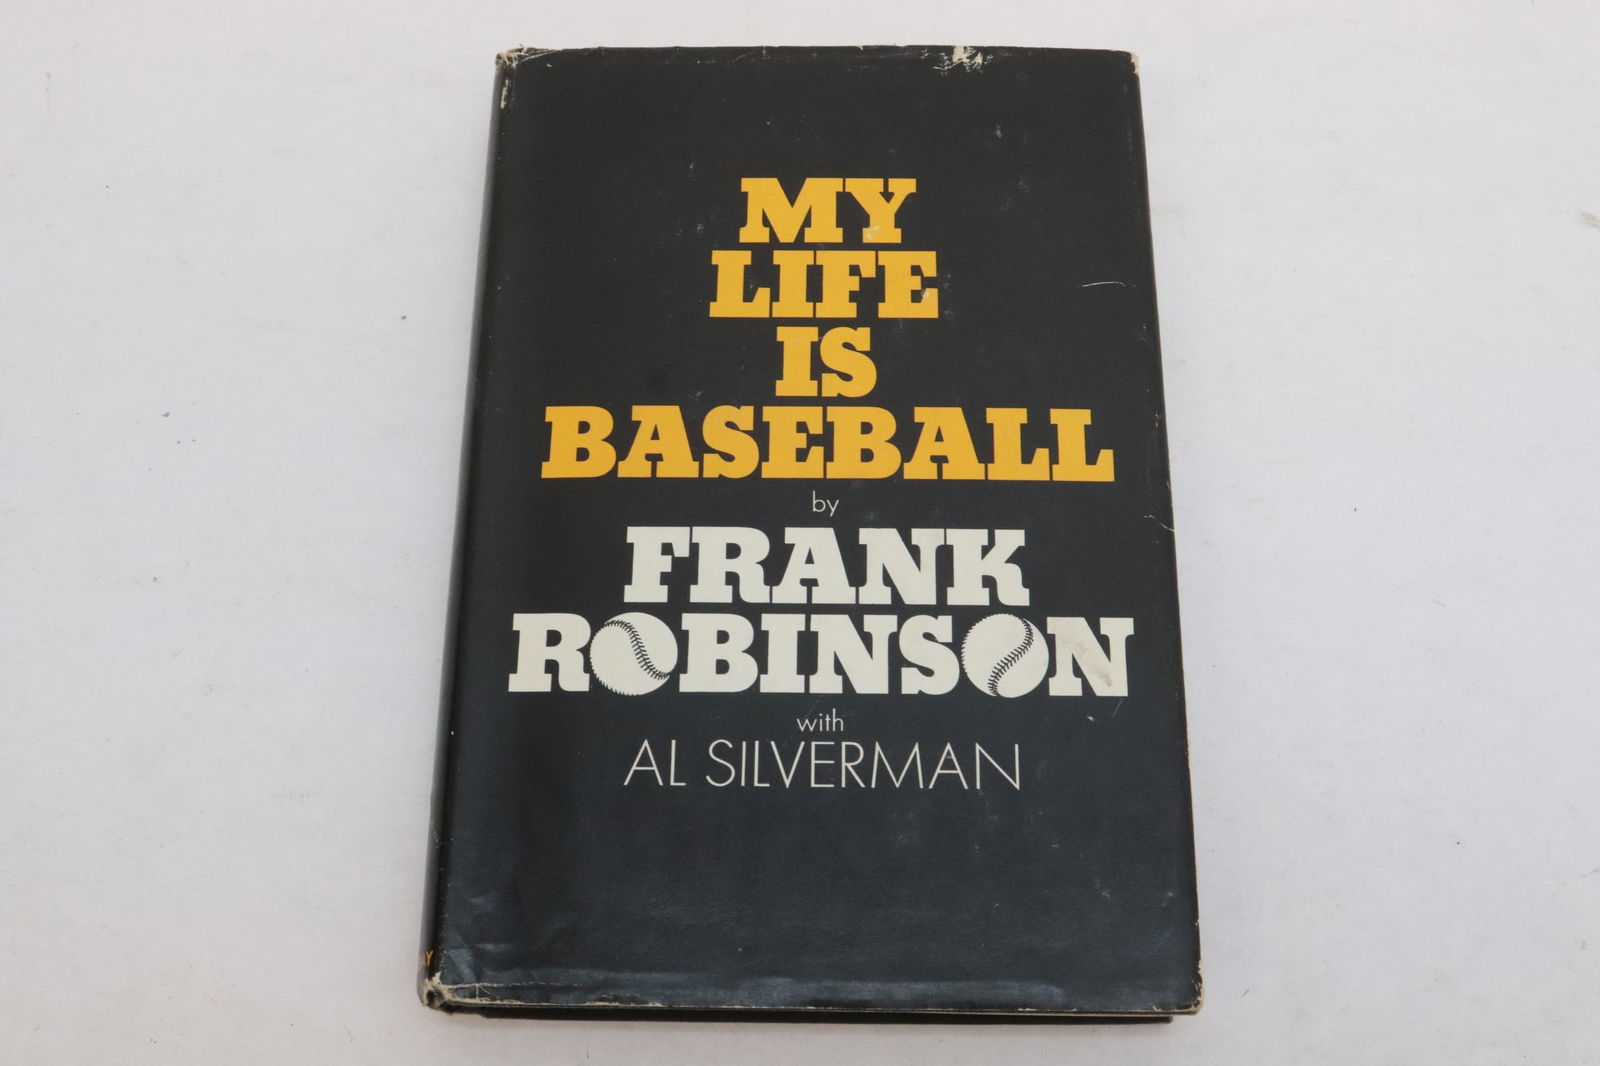 MY
LIFE
IS
BASEBALL
by
FRANK
ROBINSON
with
AL SILVERMAN